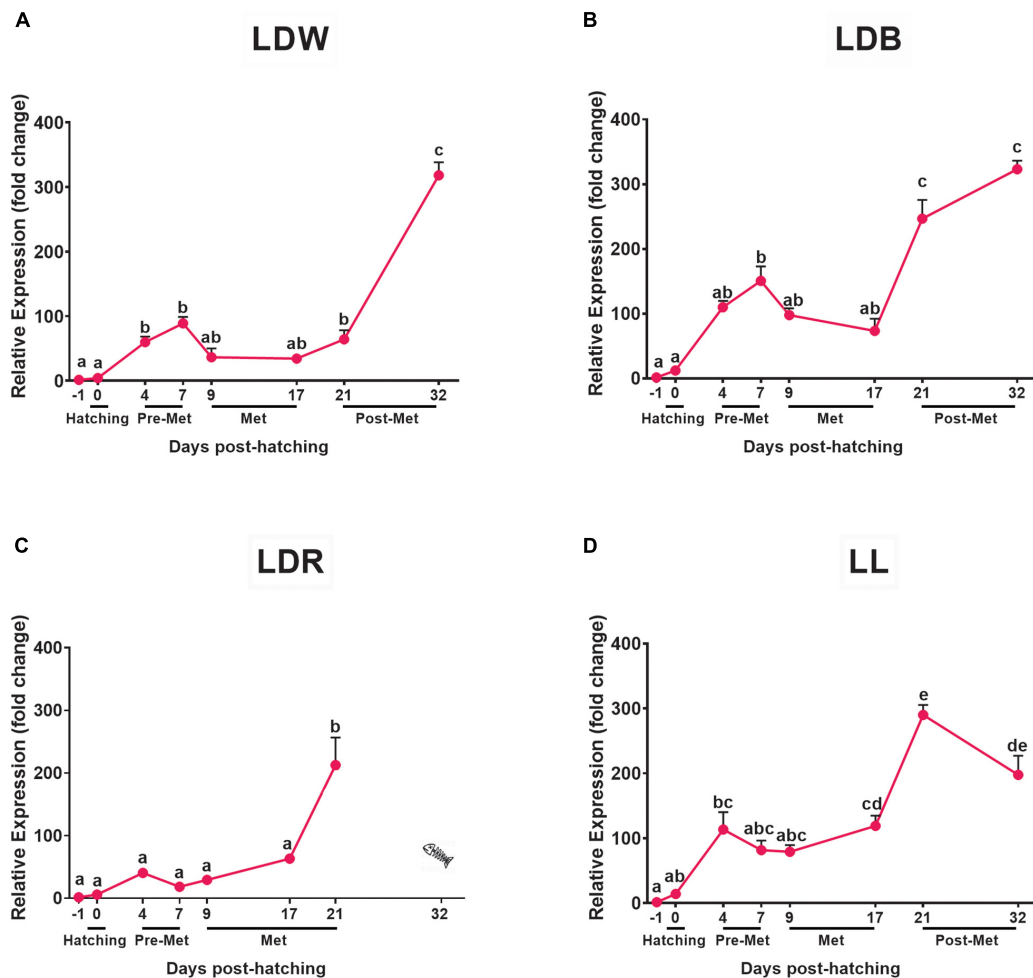 A
LDW
Relative Expression (fold change)
400
300
200
100
0
a a b b ab ab b c
-1 0 4 7 9 17 21 32
Hatching Pre-Met Met Post-Met
Days post-hatching
B
LDB
Relative Expression (fold change)
400
300
200
100
0
a a ab b ab ab c c
-1 0 4 7 9 17 21 32
Hatching Pre-Met Met Post-Met
Days post-hatching
C
LDR
Relative Expression (fold change)
400
300
200
100
0
a a a a a a b
-1 0 4 7 9 17 21 32
Hatching Pre-Met Met
Days post-hatching
D
LL
Relative Expression (fold change)
400
300
200
100
0
a ab bc abc abc cd e de
-1 0 4 7 9 17 21 32
Hatching Pre-Met Met Post-Met
Days post-hatching